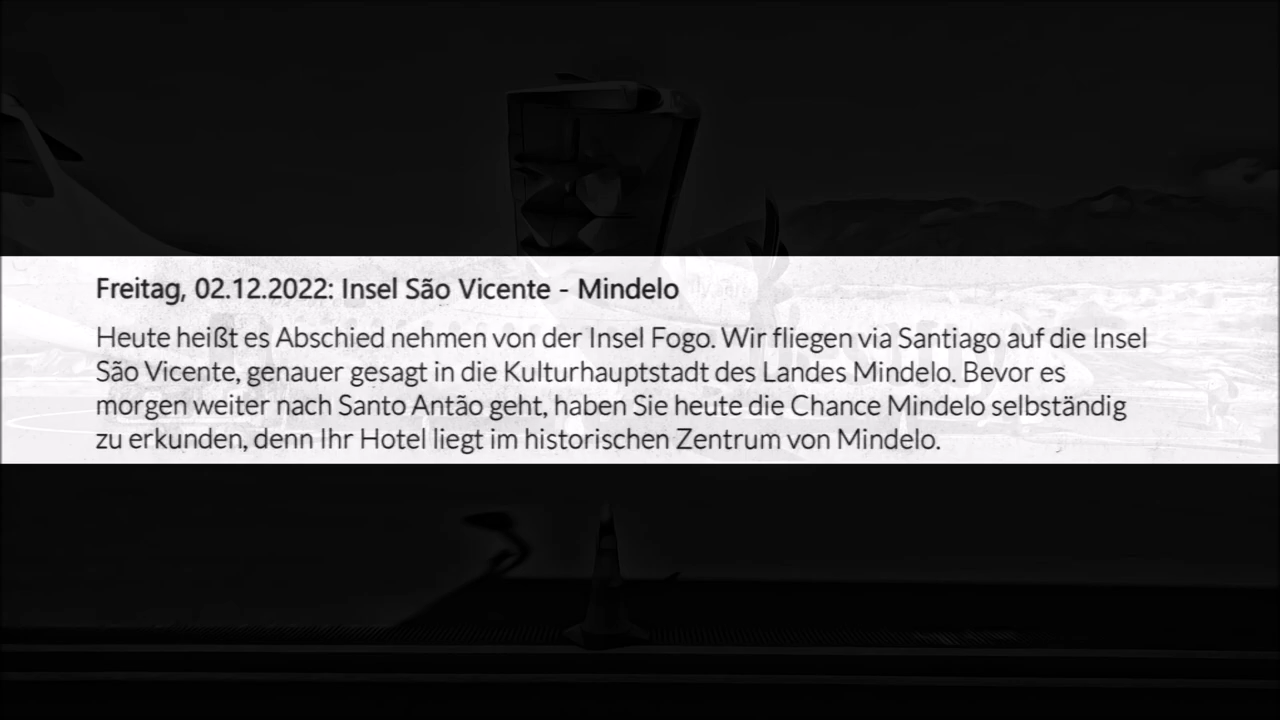 Freitag, 02.12.2022: Insel São Vicente - Mindelo
Heute heißt es Abschied nehmen von der Insel Fogo. Wir fliegen via Santiago auf die Insel
São Vicente, genauer gesagt in die Kulturhauptstadt des Landes Mindelo. Bevor es
morgen weiter nach Santo Antão geht, haben Sie heute die Chance Mindelo selbständig
zu erkunden, denn Ihr Hotel liegt im historischen Zentrum von Mindelo.